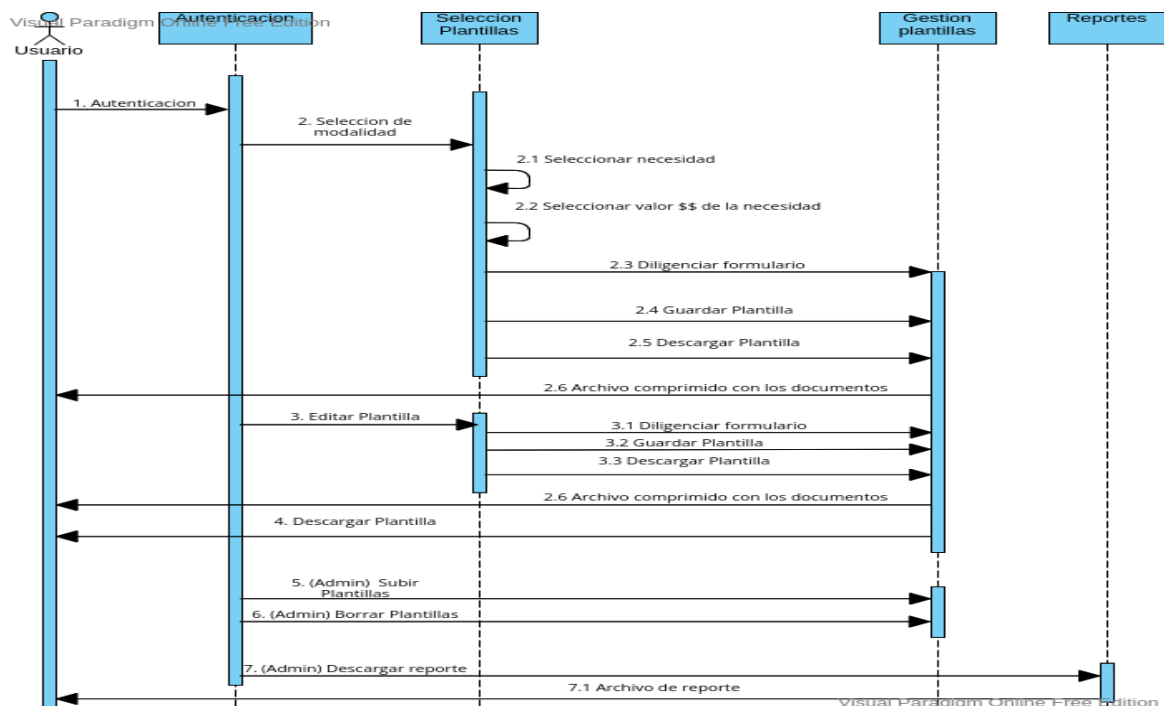 Visual Paradigm Online Free Edition
Usuario
Autenticacion
Seleccion
Plantillas
Gestion
plantillas
Reportes
1. Autenticacion
2. Seleccion de
modalidad
2.1 Seleccionar necesidad
2.2 Seleccionar valor $$ de la necesidad
2.3 Diligenciar formulario
2.4 Guardar Plantilla
2.5 Descargar Plantilla
2.6 Archivo comprimido con los documentos
3. Editar Plantilla
3.1 Diligenciar formulario
3.2 Guardar Plantilla
3.3 Descargar Plantilla
2.6 Archivo comprimido con los documentos
4. Descargar Plantilla
5. (Admin) Subir
Plantillas
6. (Admin) Borrar Plantillas
7. (Admin) Descargar reporte
7.1 Archivo de reporte
Visual Paradigm Online Free Edition